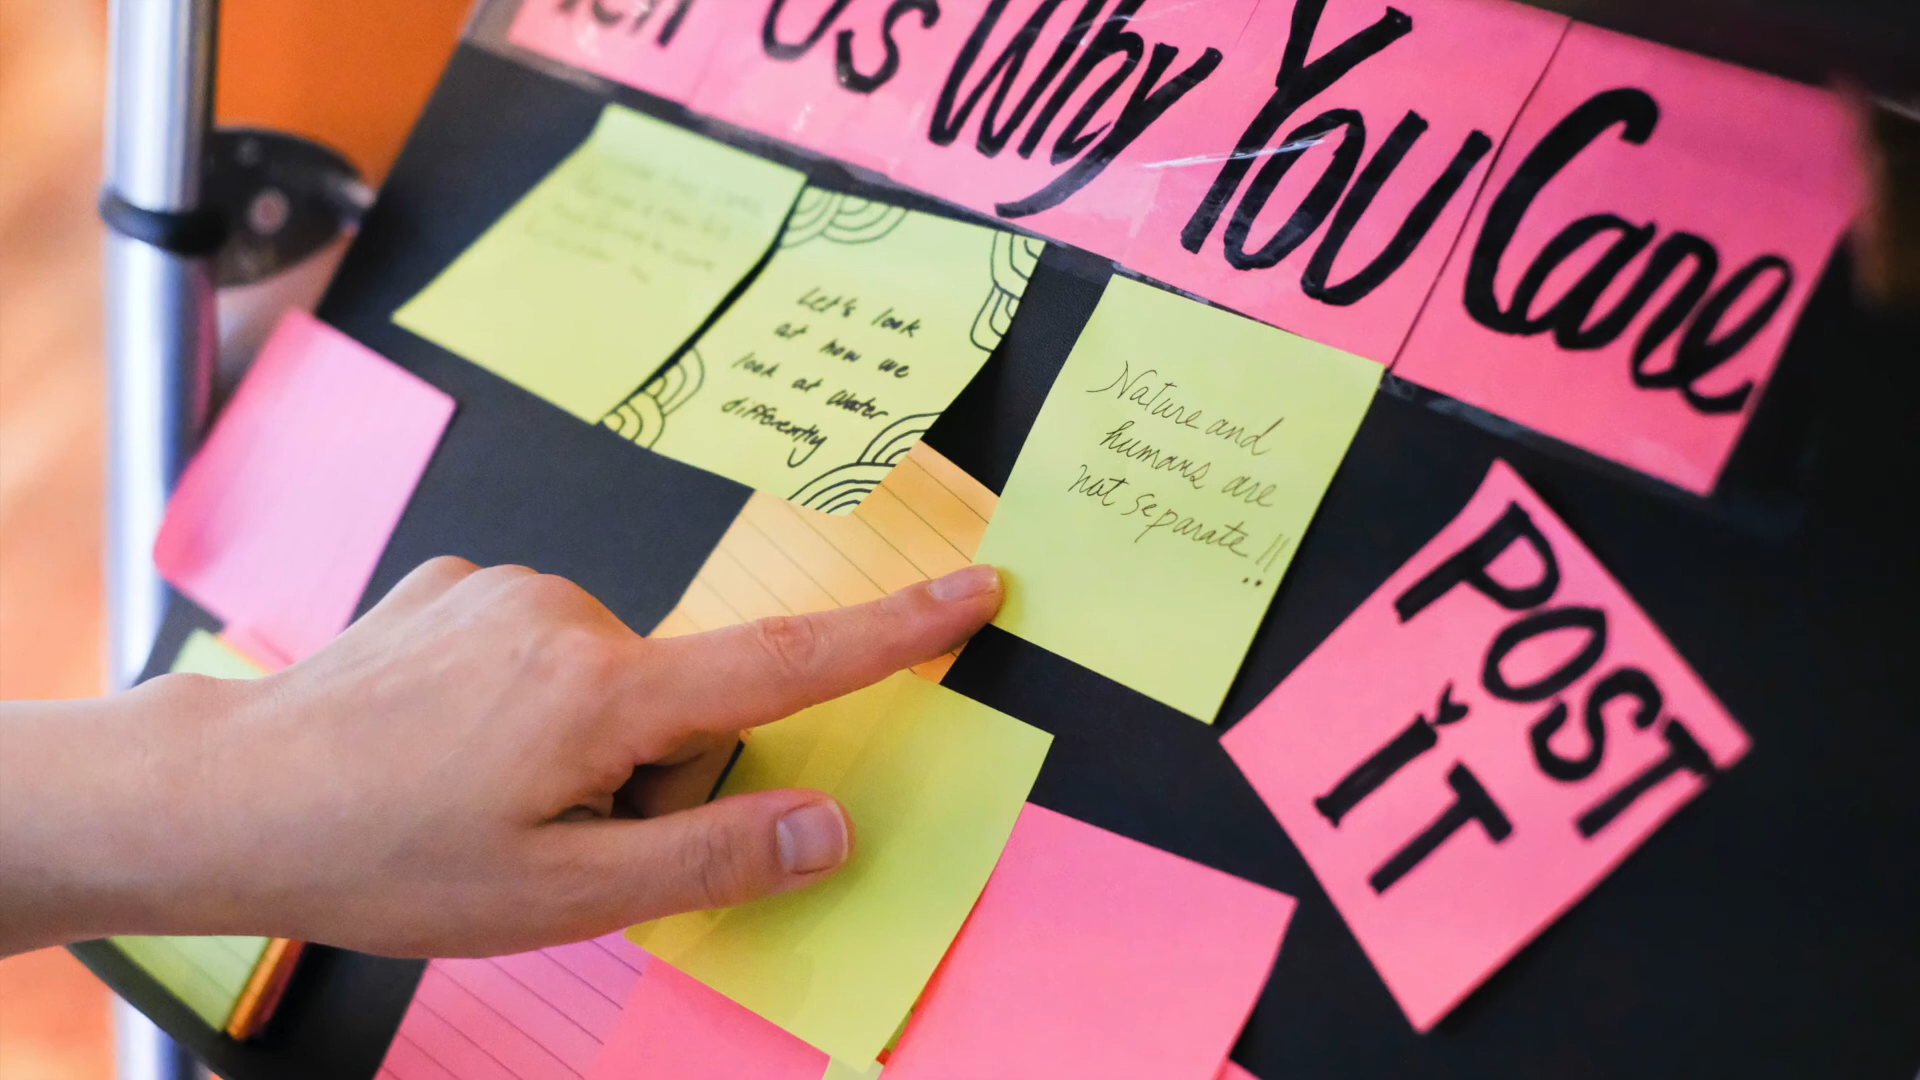 Us Why You Care
Let's look
at how we
look at water
differently
Nature and
humans are
not separate!!
POST
IT